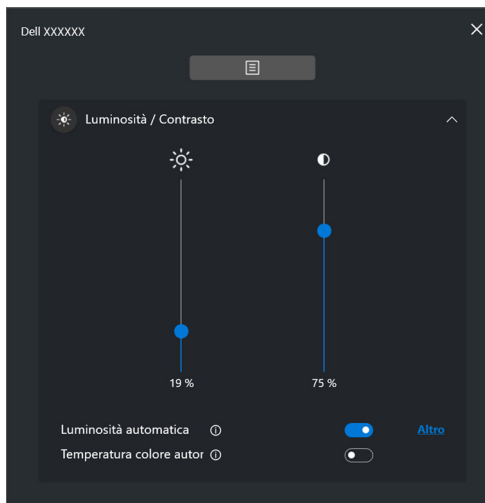 Dell XXXXXX
Luminosità / Contrasto
19 %
75 %
Luminosità automatica
Altro
Temperatura colore autor